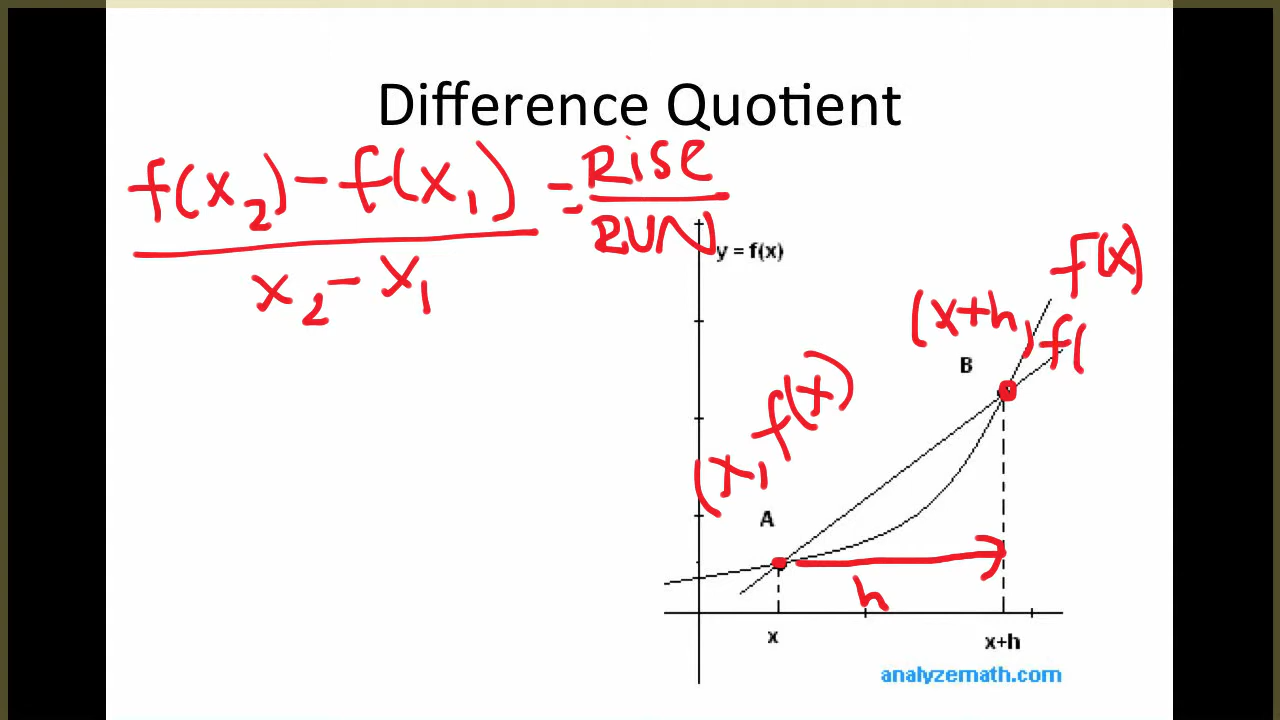 Difference Quotient
f(x₂) - f(x₁) = RISE
x₂ - x₁ RUN
y = f(x)
f(x)
(x+h, f(
B
(x, f(x)
A
h
x
x+h
analyzemath.com